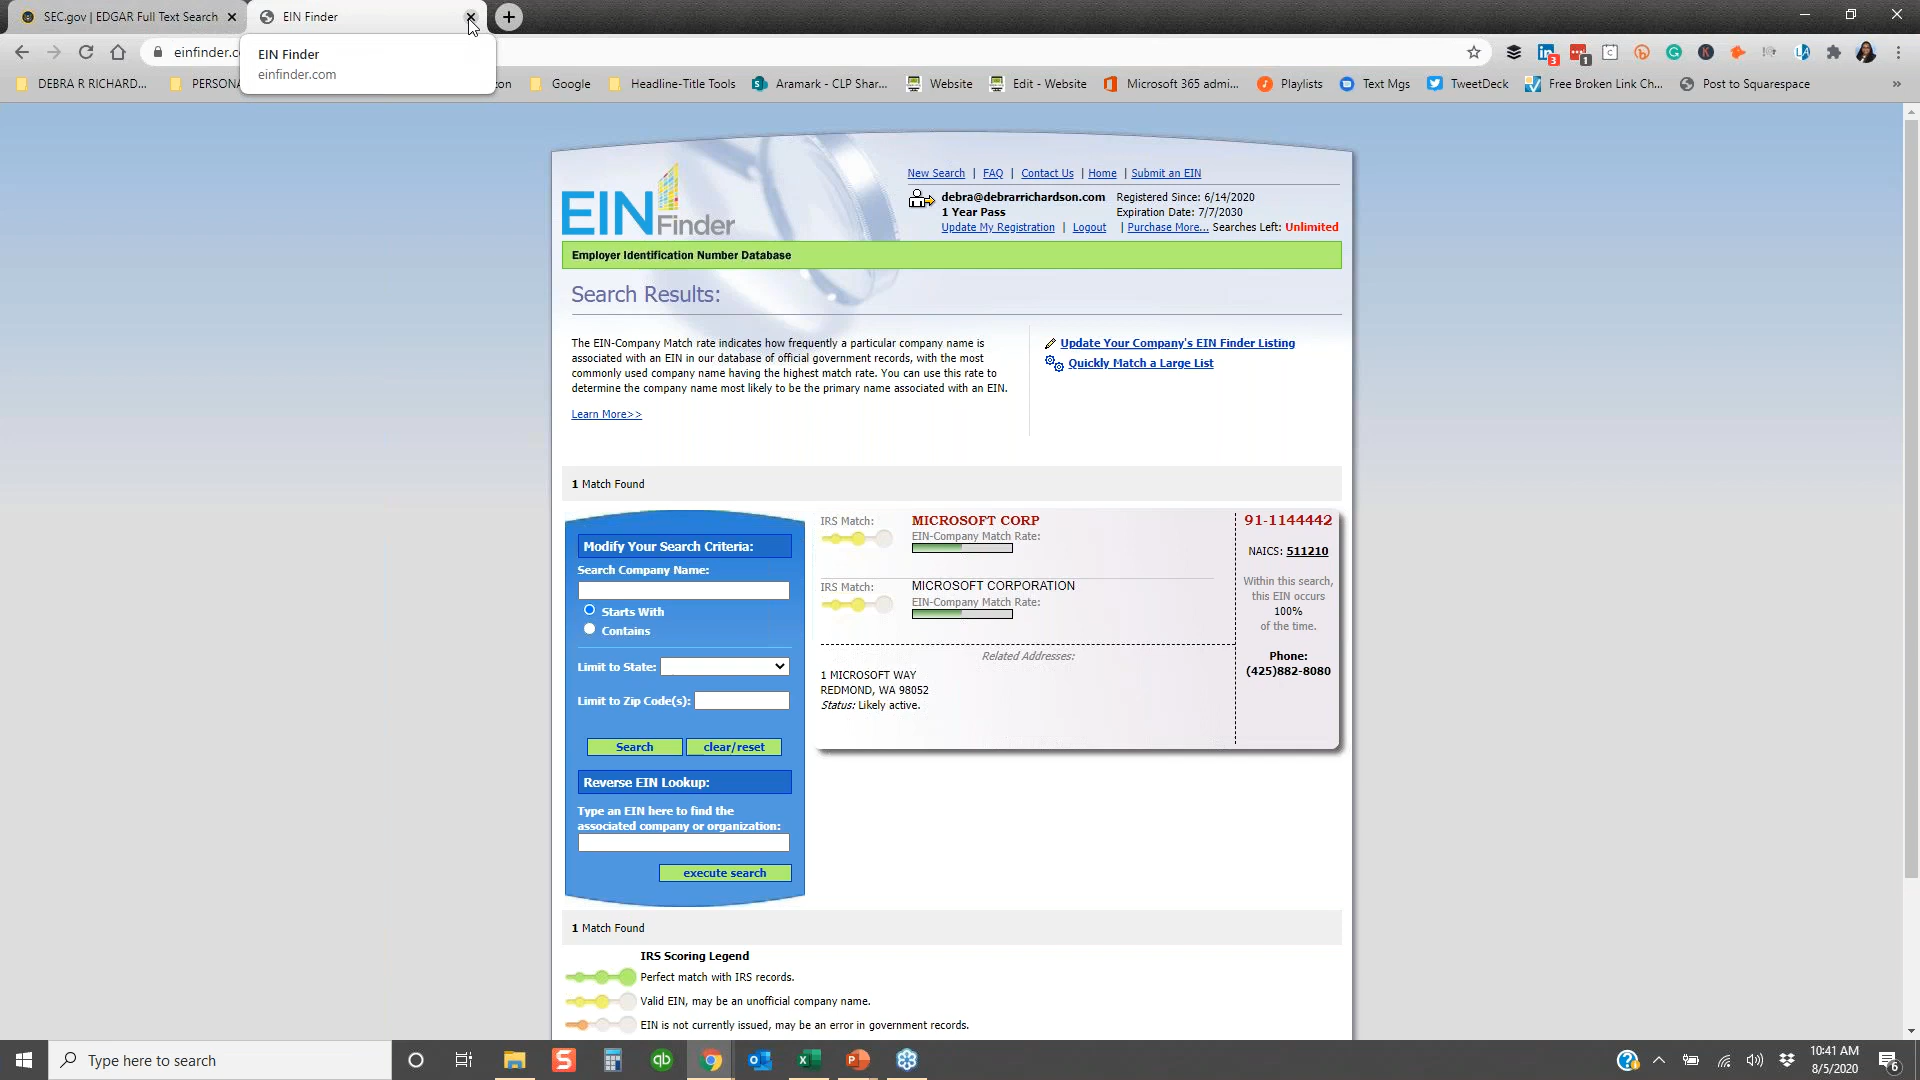 SEC.gov | EDGAR Full Text Search
EIN Finder
einfinder.c
EIN Finder
einfinder.com
3
1
DEBRA R RICHARD...
PERSONA
on
Google
Headline-Title Tools
Aramark - CLP Shar...
Website
Edit - Website
Microsoft 365 admi...
Playlists
Text Mgs
TweetDeck
Free Broken Link Ch...
Post to Squarespace
»
EIN Finder
New Search | FAQ | Contact Us | Home | Submit an EIN
debra@debrarrichardson.com Registered Since: 6/14/2020
1 Year Pass Expiration Date: 7/7/2030
Update My Registration | Logout | Purchase More... Searches Left: Unlimited
Employer Identification Number Database
Search Results:
The EIN-Company Match rate indicates how frequently a particular company name is
associated with an EIN in our database of official government records, with the most
commonly used company name having the highest match rate. You can use this rate to
determine the company name most likely to be the primary name associated with an EIN.
Learn More>>
Update Your Company's EIN Finder Listing
Quickly Match a Large List
1 Match Found
Modify Your Search Criteria:
Search Company Name:
Starts With
Contains
Limit to State:
Limit to Zip Code(s):
Search clear/reset
Reverse EIN Lookup:
Type an EIN here to find the
associated company or organization:
execute search
IRS Match: MICROSOFT CORP
EIN-Company Match Rate:
IRS Match: MICROSOFT CORPORATION
EIN-Company Match Rate:
Related Addresses:
1 MICROSOFT WAY
REDMOND, WA 98052
Status: Likely active.
91-1144442
NAICS: 511210
Within this search,
this EIN occurs
100%
of the time.
Phone:
(425)882-8080
1 Match Found
IRS Scoring Legend
Perfect match with IRS records.
Valid EIN, may be an unofficial company name.
EIN is not currently issued, may be an error in government records.
Type here to search
10:41 AM
8/5/2020
6